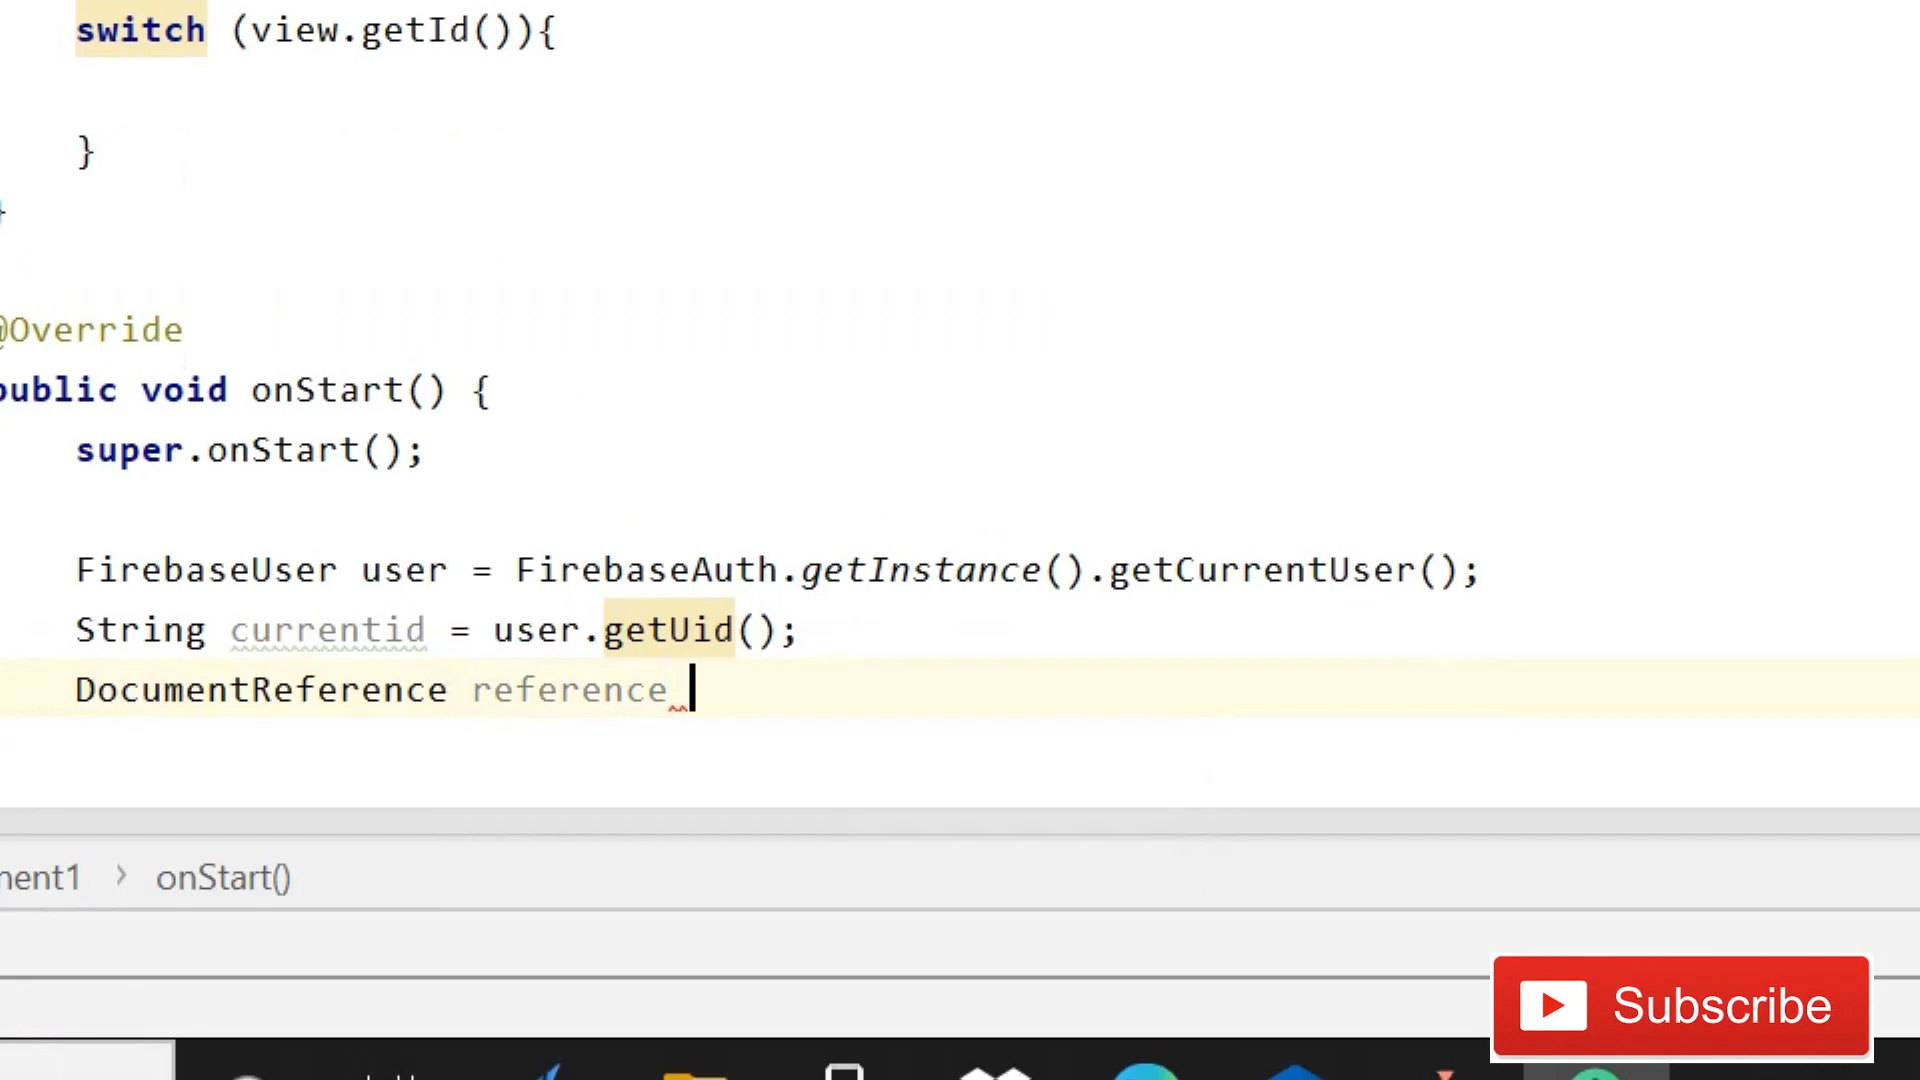 switch (view.getId()){
}
}
@Override
public void onStart() {
super.onStart();
FirebaseUser user = FirebaseAuth.getInstance().getCurrentUser();
String currentid = user.getUid();
DocumentReference reference
ment1 > onStart()
Subscribe